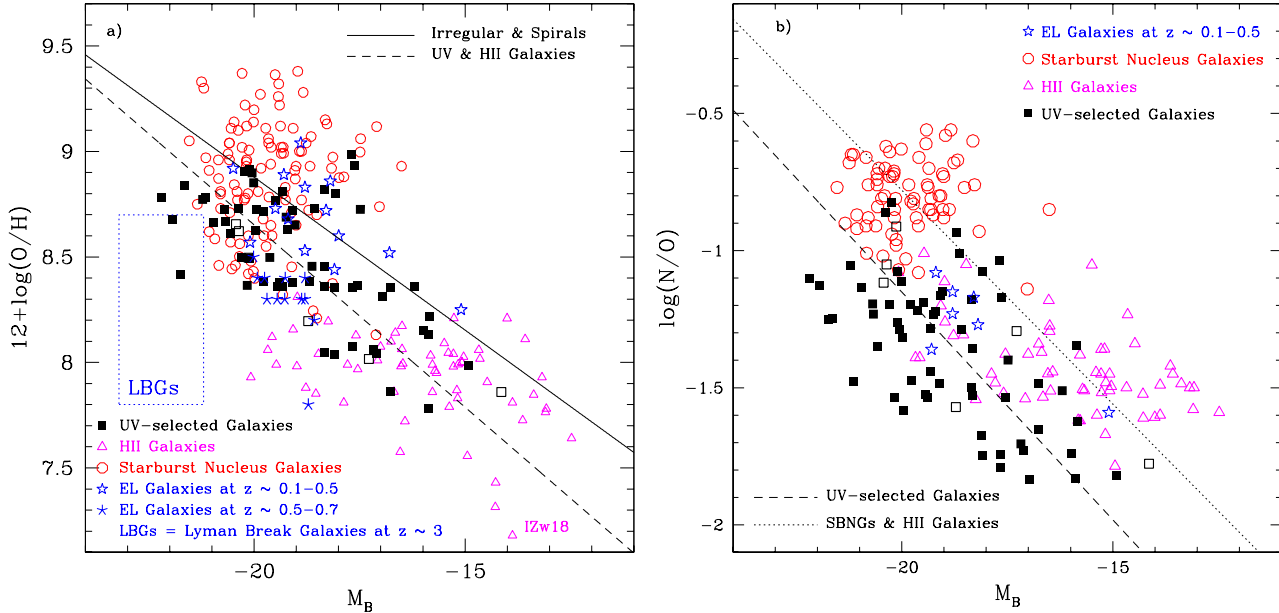 a)
Irregular & Spirals
UV & HII Galaxies
9.5
9
8.5
8
7.5
12+log(O/H)
LBGs
UV-selected Galaxies
HII Galaxies
Starburst Nucleus Galaxies
EL Galaxies at z ~ 0.1-0.5
EL Galaxies at z ~ 0.5-0.7
LBGs = Lyman Break Galaxies at z ~ 3
IZw18
-20
-15
M_B
b)
EL Galaxies at z ~ 0.1-0.5
Starburst Nucleus Galaxies
HII Galaxies
UV-selected Galaxies
-0.5
-1
-1.5
-2
log(N/O)
UV-selected Galaxies
SBNGs & HII Galaxies
-20
-15
M_B